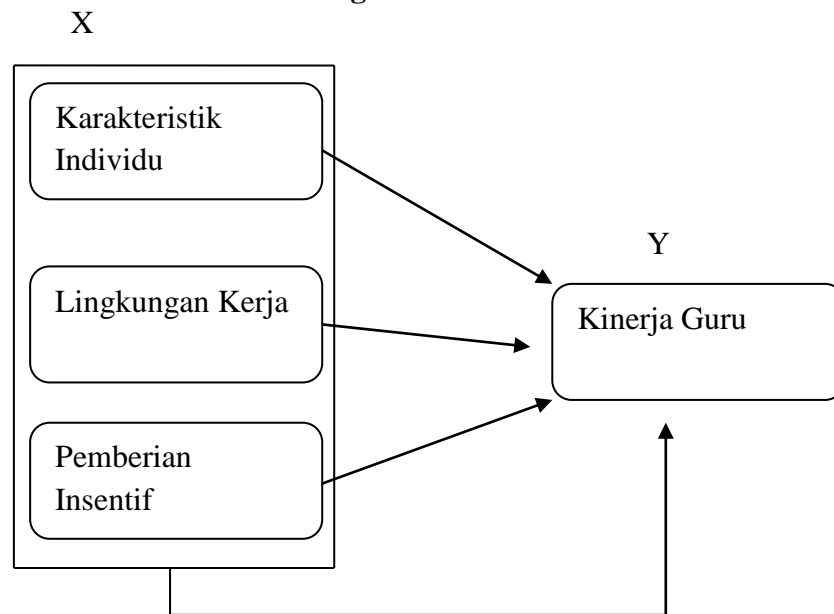 X
Karakteristik
Individu
Y
Lingkungan Kerja
Kinerja Guru
Pemberian
Insentif